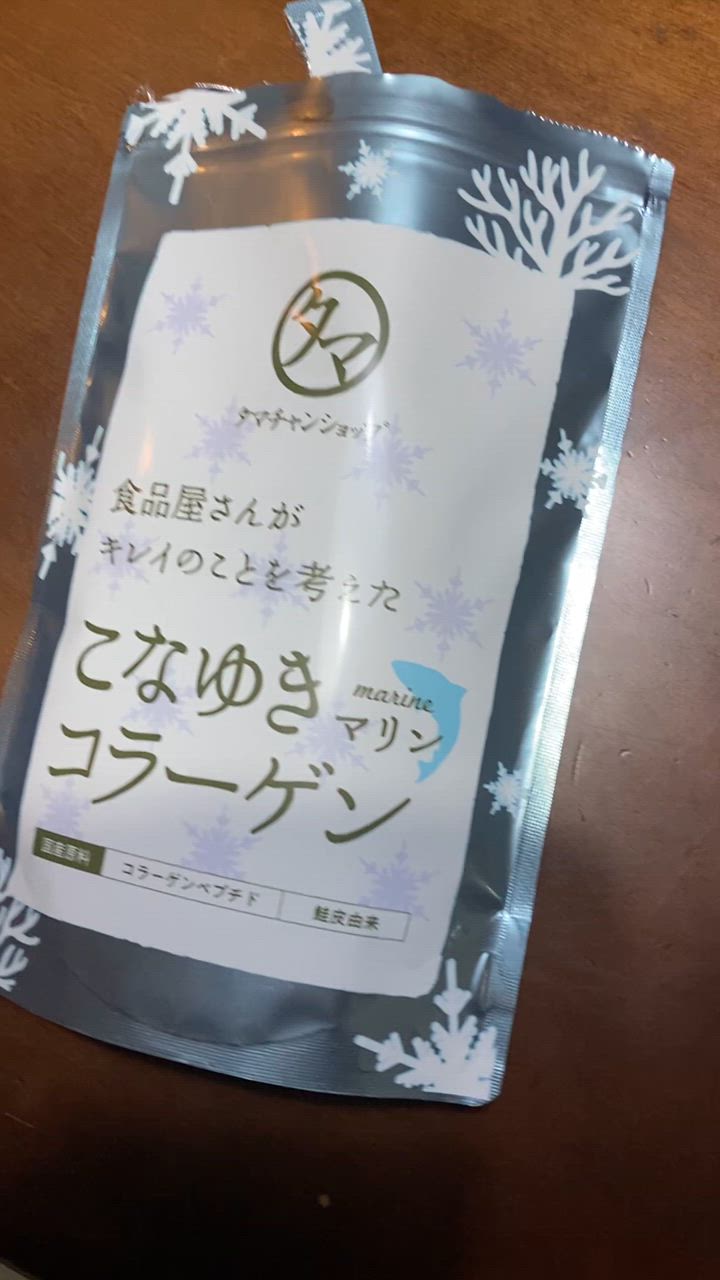 タマ
タマチャンショップ®
食品屋さんが
キレイのことを考えた
こなゆき
marine
マリン
コラーゲン
国産原料 コラーゲンペプチド 鮭皮由来